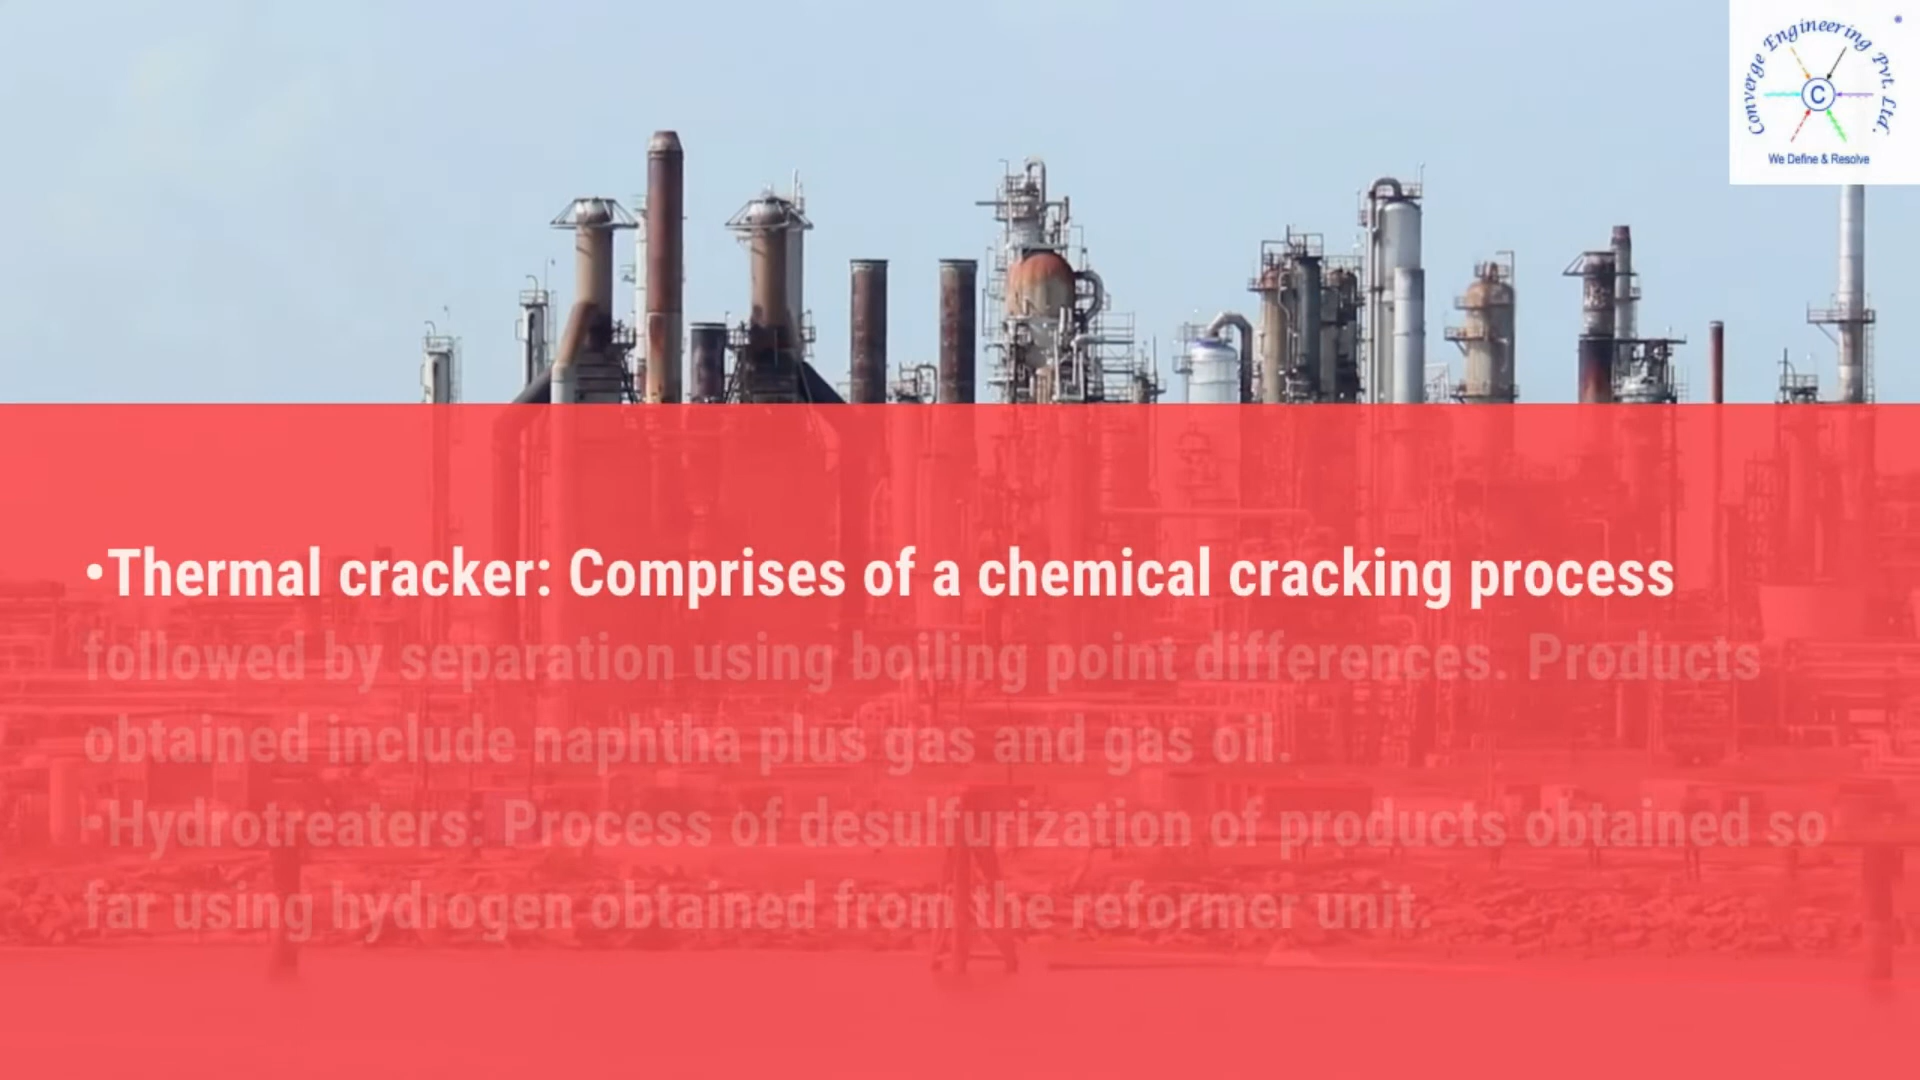 Converge Engineering Pvt. Ltd.
C
We Define & Resolve
•Thermal cracker: Comprises of a chemical cracking process
followed by separation using boiling point differences. Products
obtained include naphtha plus gas and gas oil.
•Hydrotreaters: Process of desulfurization of products obtained so
far using hydrogen obtained from the reformer unit.